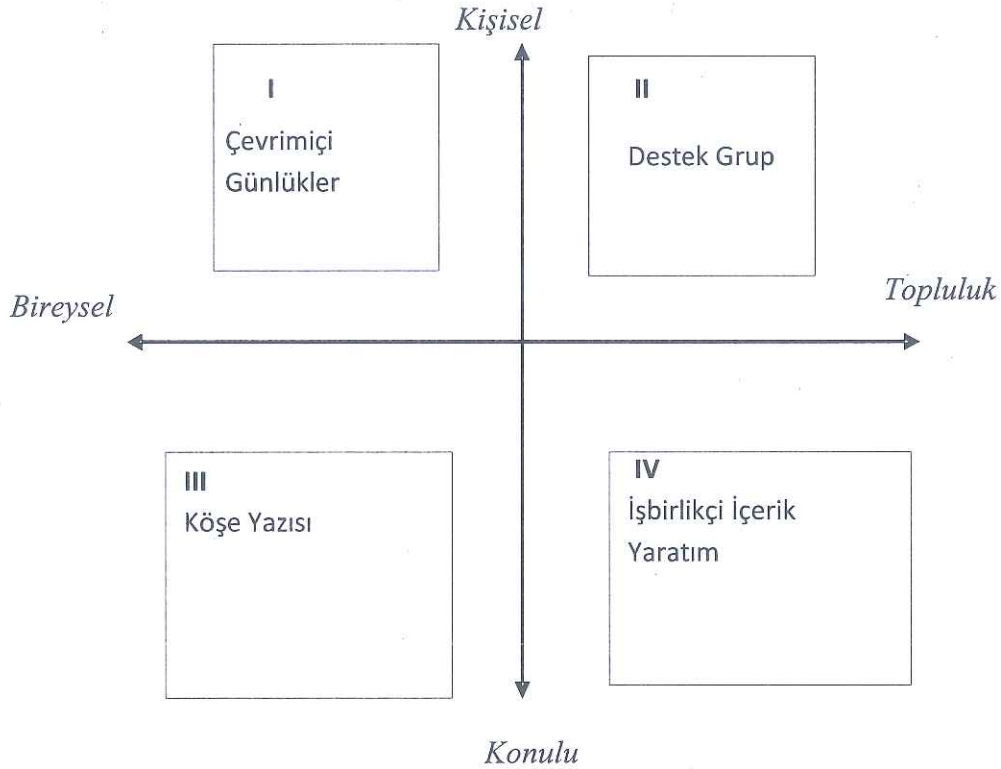 Kişisel
I
Çevrimiçi
Günlükler
II
Destek Grup
Bireysel
Topluluk
III
Köşe Yazısı
IV
İşbirlikçi İçerik
Yaratım
Konulu